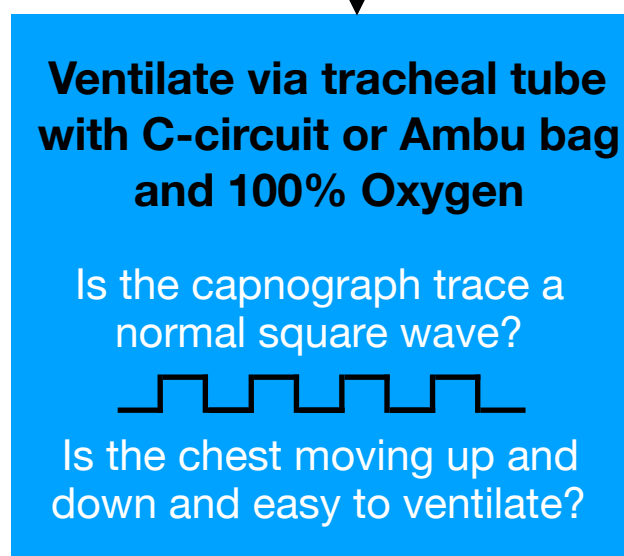 Ventilate via tracheal tube
with C-circuit or Ambu bag
and 100% Oxygen
Is the capnograph trace a
normal square wave?
Is the chest moving up and
down and easy to ventilate?